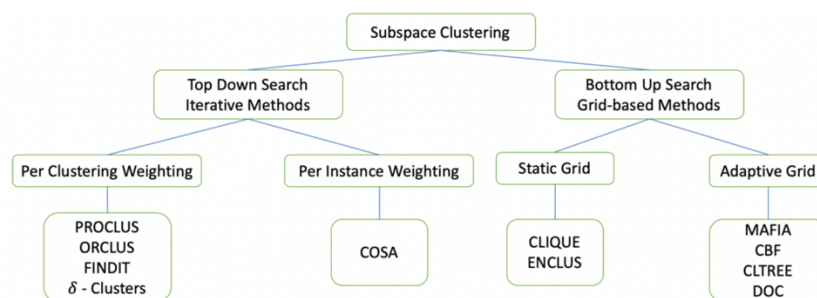 Subspace Clustering
Top Down Search
Iterative Methods
Bottom Up Search
Grid-based Methods
Per Clustering Weighting
Per Instance Weighting
Static Grid
Adaptive Grid
PROCLUS
ORCLUS
FINDIT
δ - Clusters
COSA
CLIQUE
ENCLUS
MAFIA
CBF
CLTREE
DOC